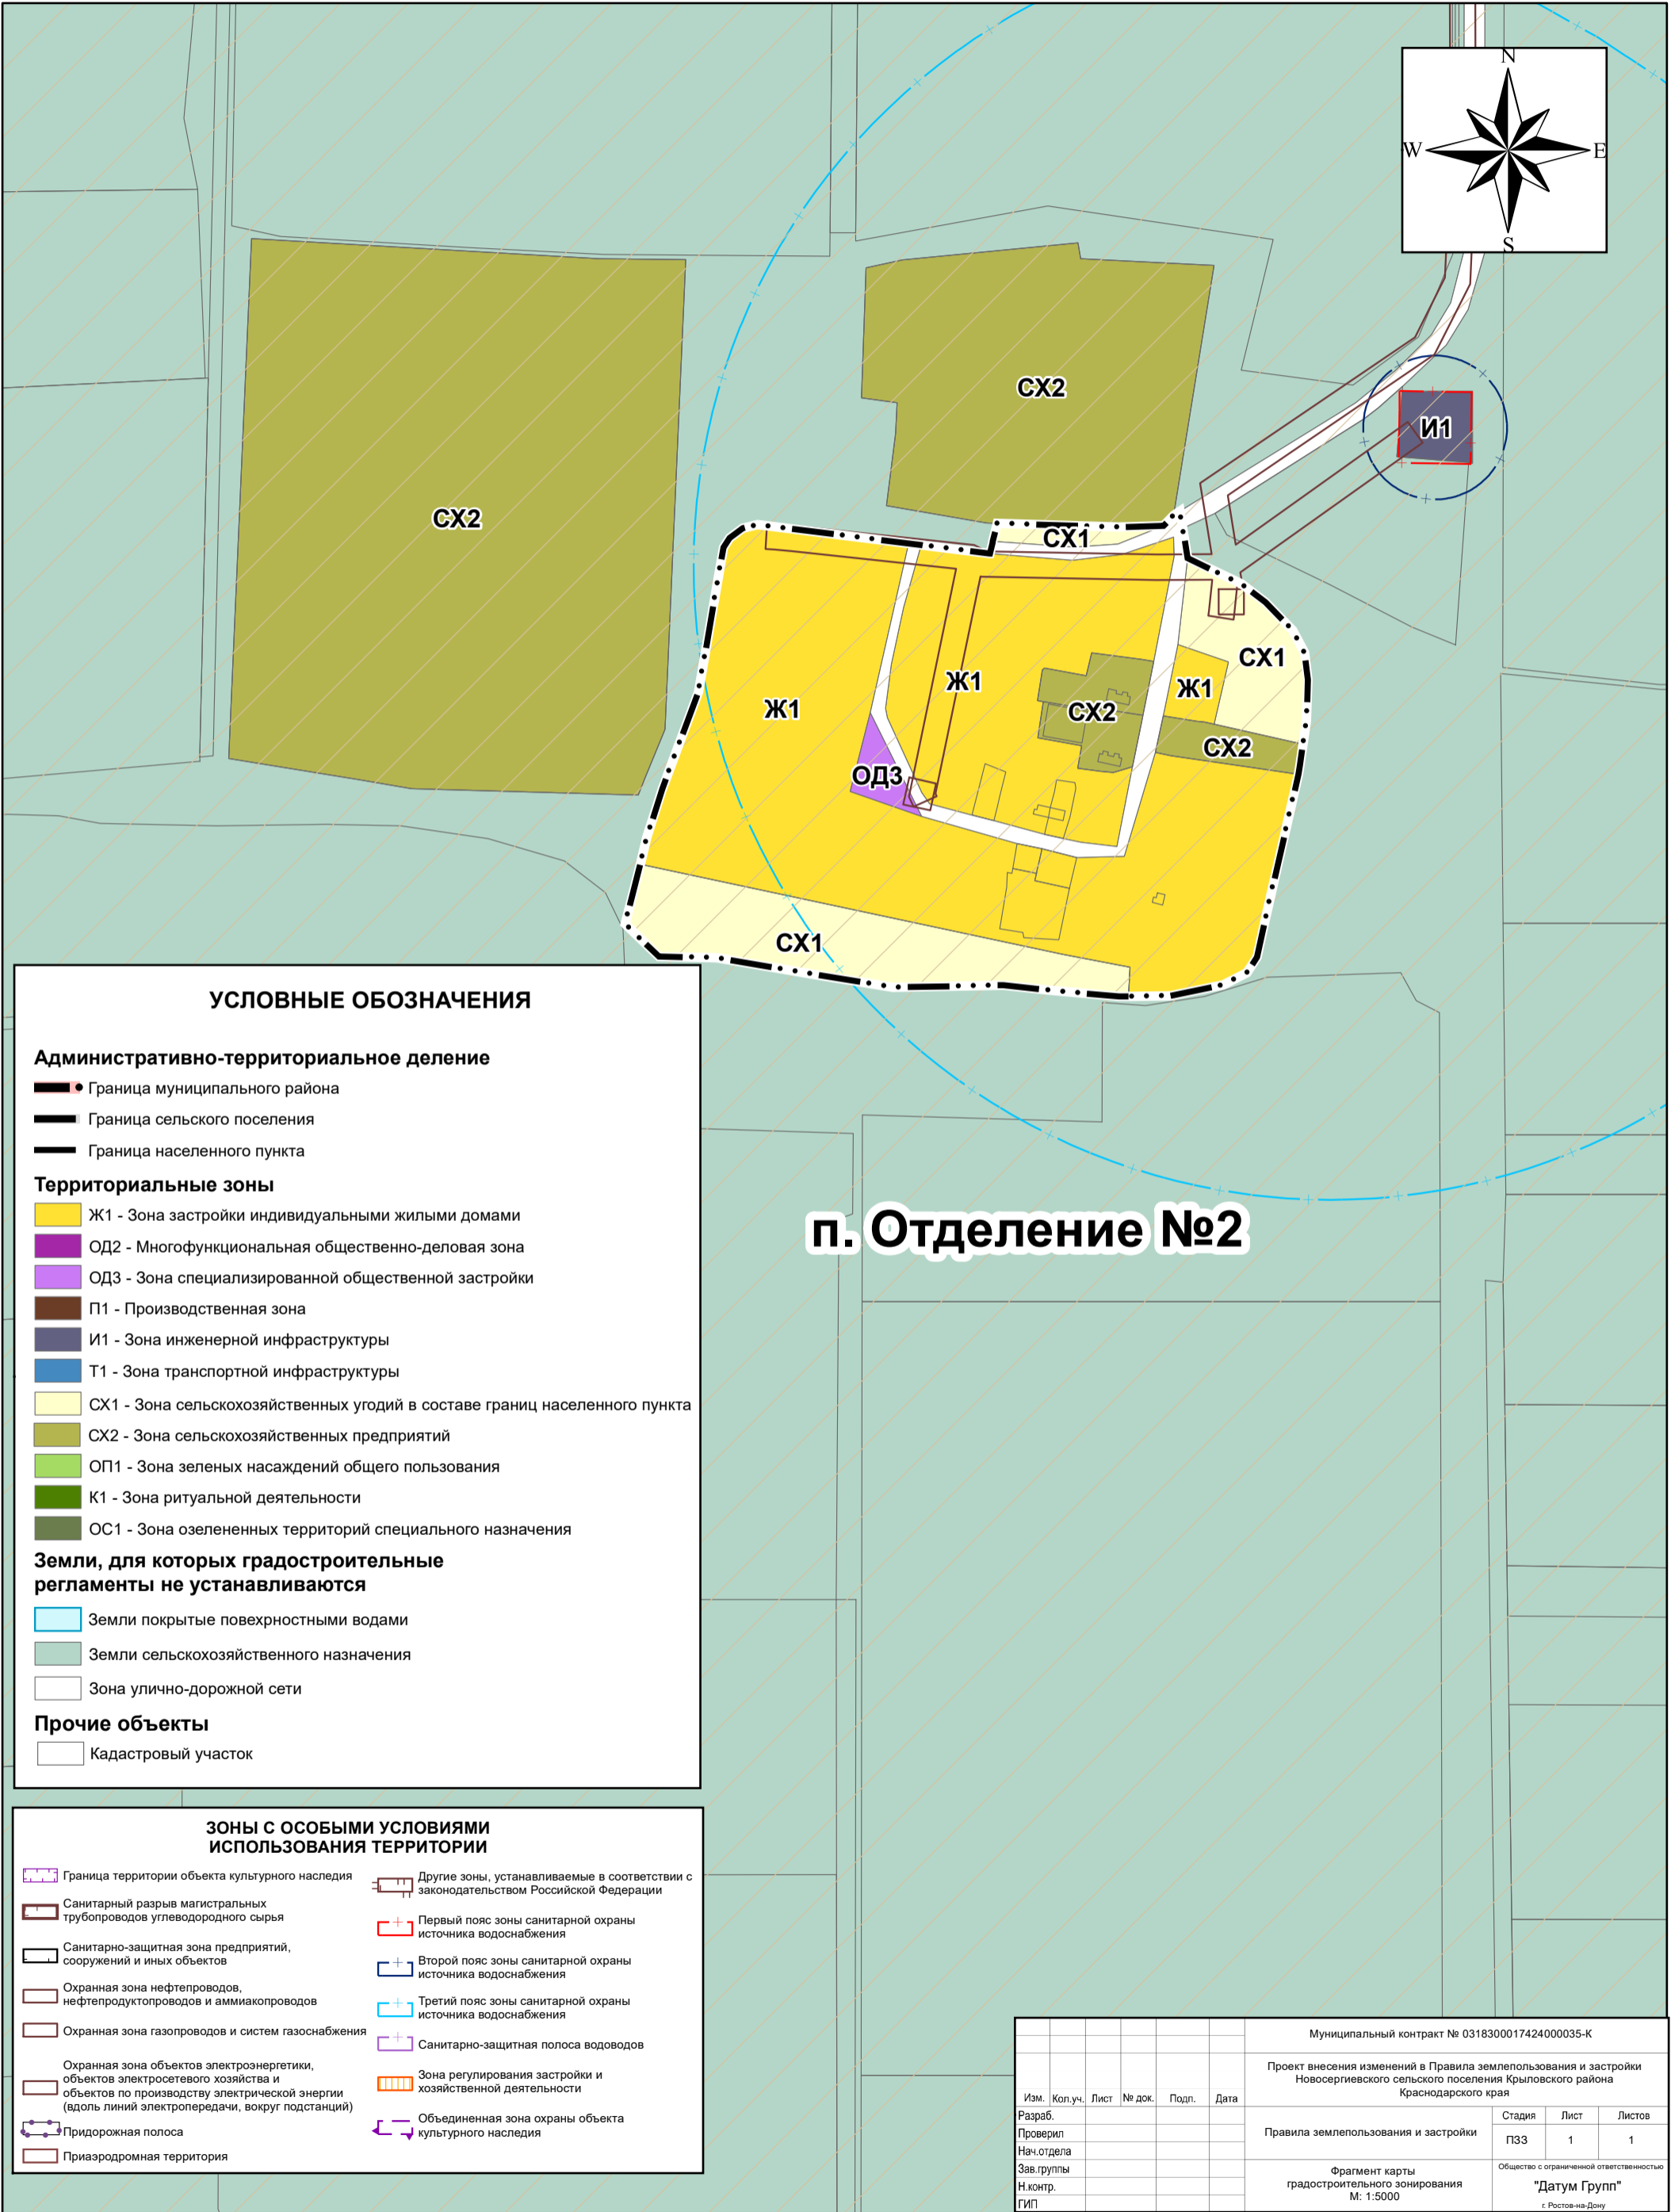 N
W
E
S
СХ2
СХ2
И1
СХ1
СХ1
Ж1
Ж1
Ж1
СХ2
СХ2
ОД3
СХ1
п. Отделение №2
УСЛОВНЫЕ ОБОЗНАЧЕНИЯ
Административно-территориальное деление
Граница муниципального района
Граница сельского поселения
Граница населенного пункта
Территориальные зоны
Ж1 - Зона застройки индивидуальными жилыми домами
ОД2 - Многофункциональная общественно-деловая зона
ОД3 - Зона специализированной общественной застройки
П1 - Производственная зона
И1 - Зона инженерной инфраструктуры
Т1 - Зона транспортной инфраструктуры
СХ1 - Зона сельскохозяйственных угодий в составе границ населенного пункта
СХ2 - Зона сельскохозяйственных предприятий
ОП1 - Зона зеленых насаждений общего пользования
К1 - Зона ритуальной деятельности
ОС1 - Зона озелененных территорий специального назначения
Земли, для которых градостроительные
регламенты не устанавливаются
Земли покрытые повехрностными водами
Земли сельскохозяйственного назначения
Зона улично-дорожной сети
Прочие объекты
Кадастровый участок
ЗОНЫ С ОСОБЫМИ УСЛОВИЯМИ
ИСПОЛЬЗОВАНИЯ ТЕРРИТОРИИ
Граница территории объекта культурного наследия
Санитарный разрыв магистральных
трубопроводов углеводородного сырья
Санитарно-защитная зона предприятий,
сооружений и иных объектов
Охранная зона нефтепроводов,
нефтепродуктопроводов и аммиакопроводов
Охранная зона газопроводов и систем газоснабжения
Охранная зона объектов электроэнергетики,
объектов электросетевого хозяйства и
объектов по производству электрической энергии
(вдоль линий электропередачи, вокруг подстанций)
Придорожная полоса
Приаэродромная территория
Другие зоны, устанавливаемые в соответствии с
законодательством Российской Федерации
Первый пояс зоны санитарной охраны
источника водоснабжения
Второй пояс зоны санитарной охраны
источника водоснабжения
Третий пояс зоны санитарной охраны
источника водоснабжения
Санитарно-защитная полоса водоводов
Зона регулирования застройки и
хозяйственной деятельности
Объединенная зона охраны объекта
культурного наследия
Муниципальный контракт № 0318300017424000035-К
Проект внесения изменений в Правила землепользования и застройки
Новосергиевского сельского поселения Крыловского района
Краснодарского края
Изм. Кол.уч. Лист № док. Подп. Дата
Разраб.
Проверил
Нач.отдела
Зав.группы
Н.контр.
ГИП
Правила землепользования и застройки
Стадия Лист Листов
ПЗЗ 1 1
Фрагмент карты
градостроительного зонирования
М: 1:5000
Общество с ограниченной ответственностью
"Датум Групп"
г. Ростов-на-Дону